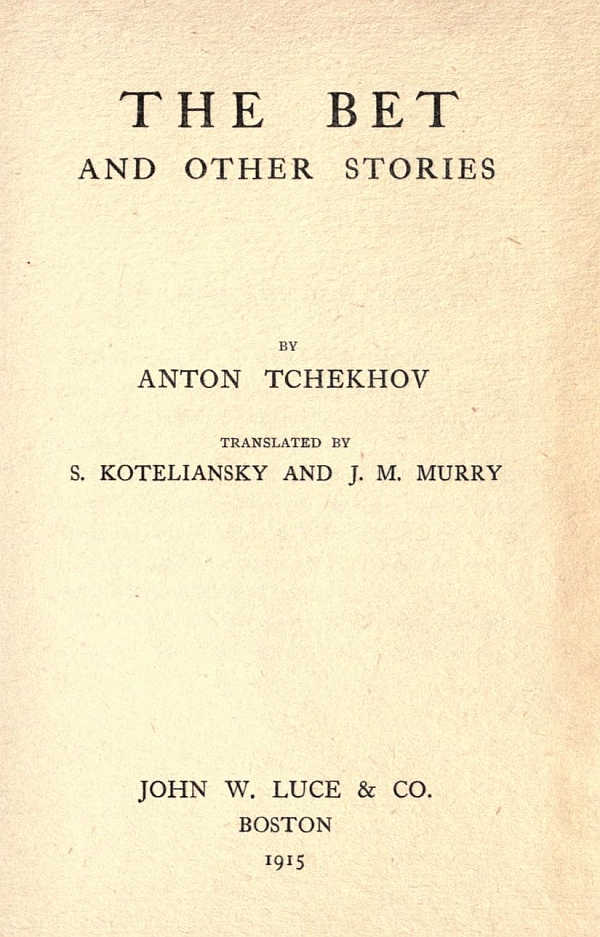 THE BET
AND OTHER STORIES
BY
ANTON TCHEKHOV
TRANSLATED BY
S. KOTELIANSKY AND J. M. MURRY
JOHN W. LUCE & CO.
BOSTON
1915